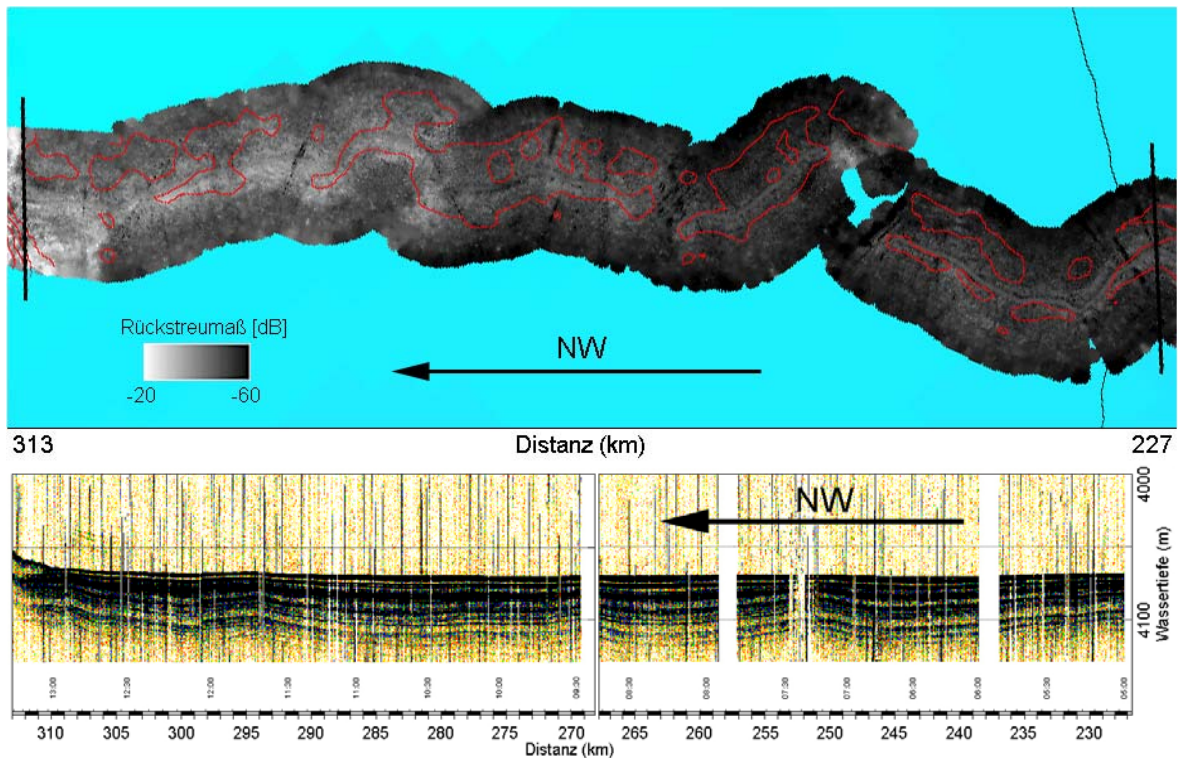 Rückstreumaß [dB]
-20 -60
NW
313 Distanz (km) 227
NW
4000
4100
Wassertiefe (m)
13:00 12:30 12:00 11:30 11:00 10:30 10:00 09:30 08:30 08:00 07:30 07:00 06:30 06:00 05:30 05:00
310 305 300 295 290 285 280 275 270 265 260 255 250 245 240 235 230
Distanz (km)